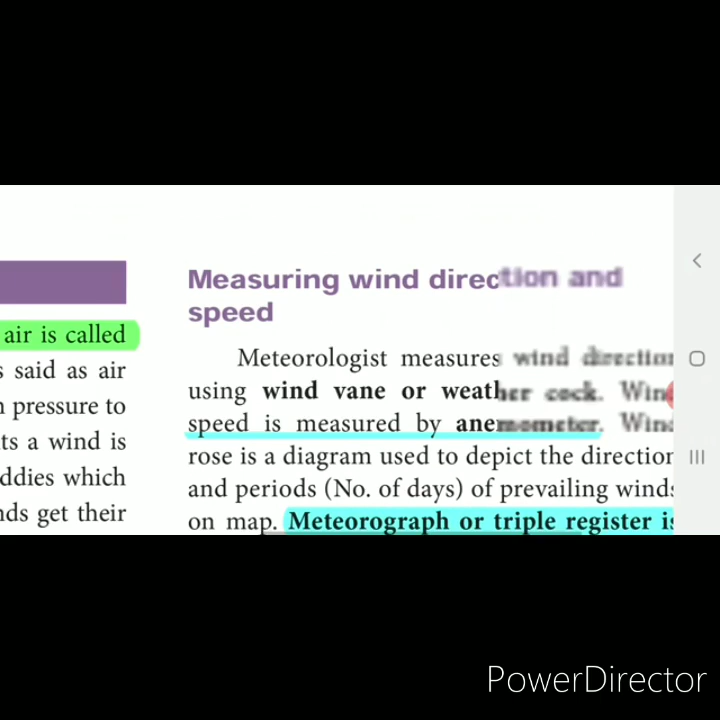 air is called
s said as air
n pressure to
ts a wind is
ddies which
nds get their
Measuring wind direction and
speed
Meteorologist measures wind direction
using wind vane or weather cock. Wind
speed is measured by anemometer. Wind
rose is a diagram used to depict the direction
and periods (No. of days) of prevailing winds
on map. Meteorograph or triple register is
PowerDirector